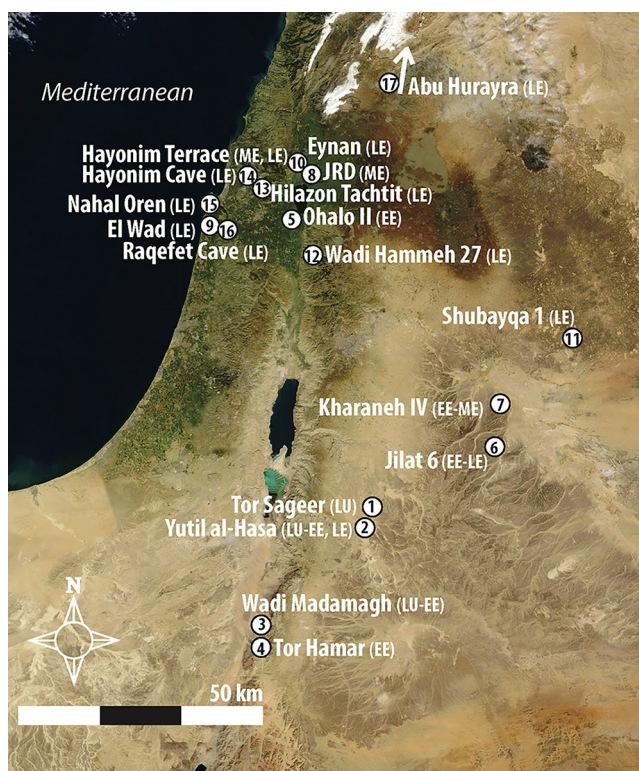 Mediterranean
17 Abu Hurayra (LE)
Eynan (LE)
Hayonim Terrace (ME, LE) 10
8 JRD (ME)
Hayonim Cave (LE) 14
13 Hilazon Tachtit (LE)
Nahal Oren (LE) 15
5 Ohalo II (EE)
El Wad (LE) 9 16
Raqefet Cave (LE)
12 Wadi Hammeh 27 (LE)
Shubayqa 1 (LE)
11
Kharaneh IV (EE-ME) 7
Jilat 6 (EE-LE) 6
Tor Sageer (LU) 1
Yutil al-Hasa (LU-EE, LE) 2
Wadi Madamagh (LU-EE)
3
4 Tor Hamar (EE)
N
50 km